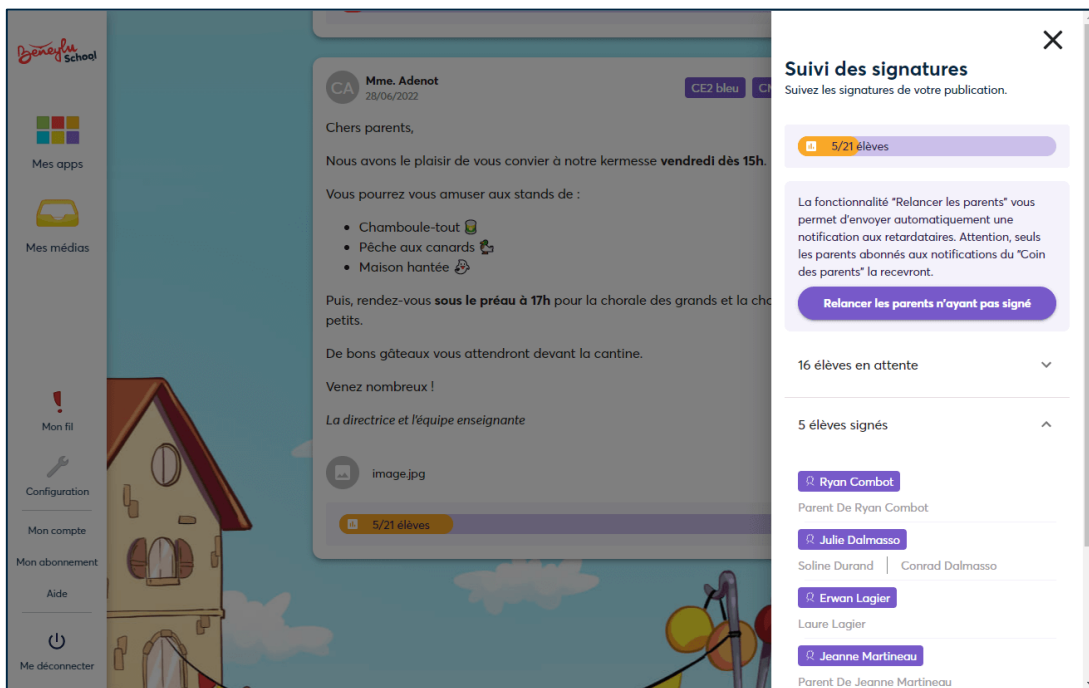 Beneylu
School
Mes apps
Mes médias
Mon fil
Configuration
Mon compte
Mon abonnement
Aide
Me déconnecter
CA
Mme. Adenot
28/06/2022
CE2 bleu
Chers parents,
Nous avons le plaisir de vous convier à notre kermesse vendredi dès 15h.
Vous pourrez vous amuser aux stands de :
• Chamboule-tout
• Pêche aux canards
• Maison hantée
Puis, rendez-vous sous le préau à 17h pour la chorale des grands et la
petits.
De bons gâteaux vous attendront devant la cantine.
Venez nombreux !
La directrice et l'équipe enseignante
image.jpg
5/21 élèves
Suivi des signatures
Suivez les signatures de votre publication.
5/21 élèves
La fonctionnalité "Relancer les parents" vous
permet d'envoyer automatiquement une
notification aux retardataires. Attention, seuls
les parents abonnés aux notifications du "Coin
des parents" la recevront.
Relancer les parents n'ayant pas signé
16 élèves en attente
5 élèves signés
Ryan Combot
Parent De Ryan Combot
Julie Dalmasso
Soline Durand | Conrad Dalmasso
Erwan Lagier
Laure Lagier
Jeanne Martineau
Parent De Jeanne Martineau